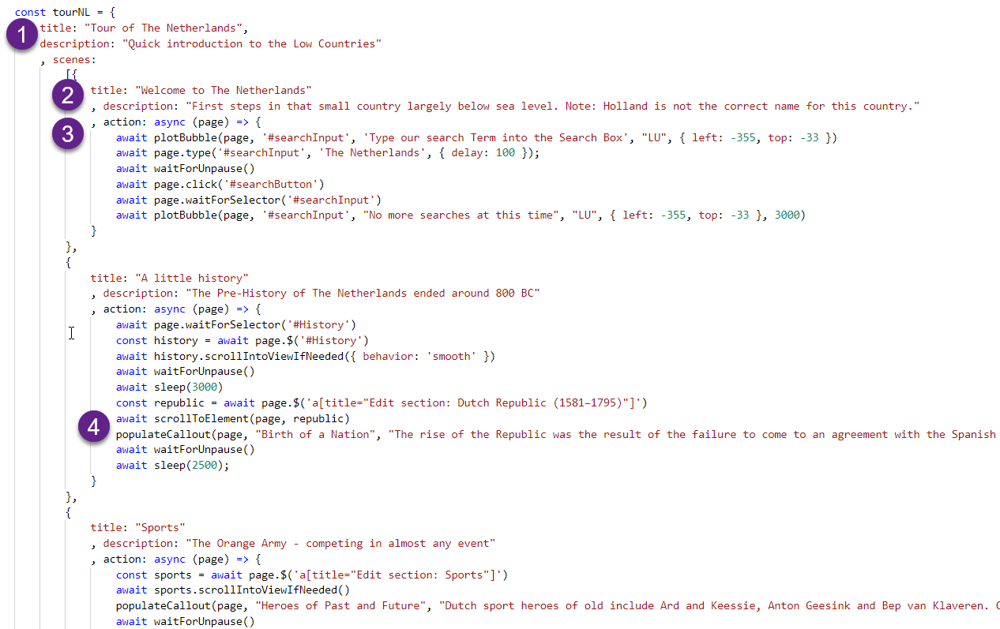 const tourNL = {
1 title: "Tour of The Netherlands",
description: "Quick introduction to the Low Countries"
, scenes:
[{
2 title: "Welcome to The Netherlands"
, description: "First steps in that small country largely below sea level. Note: Holland is not the correct name for this country."
3 , action: async (page) => {
await plotBubble(page, '#searchInput', 'Type our search Term into the Search Box', "LU", { left: -355, top: -33 })
await page.type('#searchInput', 'The Netherlands', { delay: 100 });
await waitForUnpause()
await page.click('#searchButton')
await page.waitForSelector('#searchInput')
await plotBubble(page, '#searchInput', "No more searches at this time", "LU", { left: -355, top: -33 }, 3000)
}
},
{
title: "A little history"
, description: "The Pre-History of The Netherlands ended around 800 BC"
, action: async (page) => {
await page.waitForSelector('#History')
const history = await page.$('#History')
await history.scrollIntoViewIfNeeded({ behavior: 'smooth' })
await waitForUnpause()
await sleep(3000)
const republic = await page.$('a[title="Edit section: Dutch Republic (1581–1795)"]')
await scrollToElement(page, republic)
4 populateCallout(page, "Birth of a Nation", "The rise of the Republic was the result of the failure to come to an agreement with the Spanish
await waitForUnpause()
await sleep(2500);
}
},
{
title: "Sports"
, description: "The Orange Army - competing in almost any event"
, action: async (page) => {
const sports = await page.$('a[title="Edit section: Sports"]')
await sports.scrollIntoViewIfNeeded()
populateCallout(page, "Heroes of Past and Future", "Dutch sport heroes of old include Ard and Keessie, Anton Geesink and Bep van Klaveren.
await waitForUnpause()